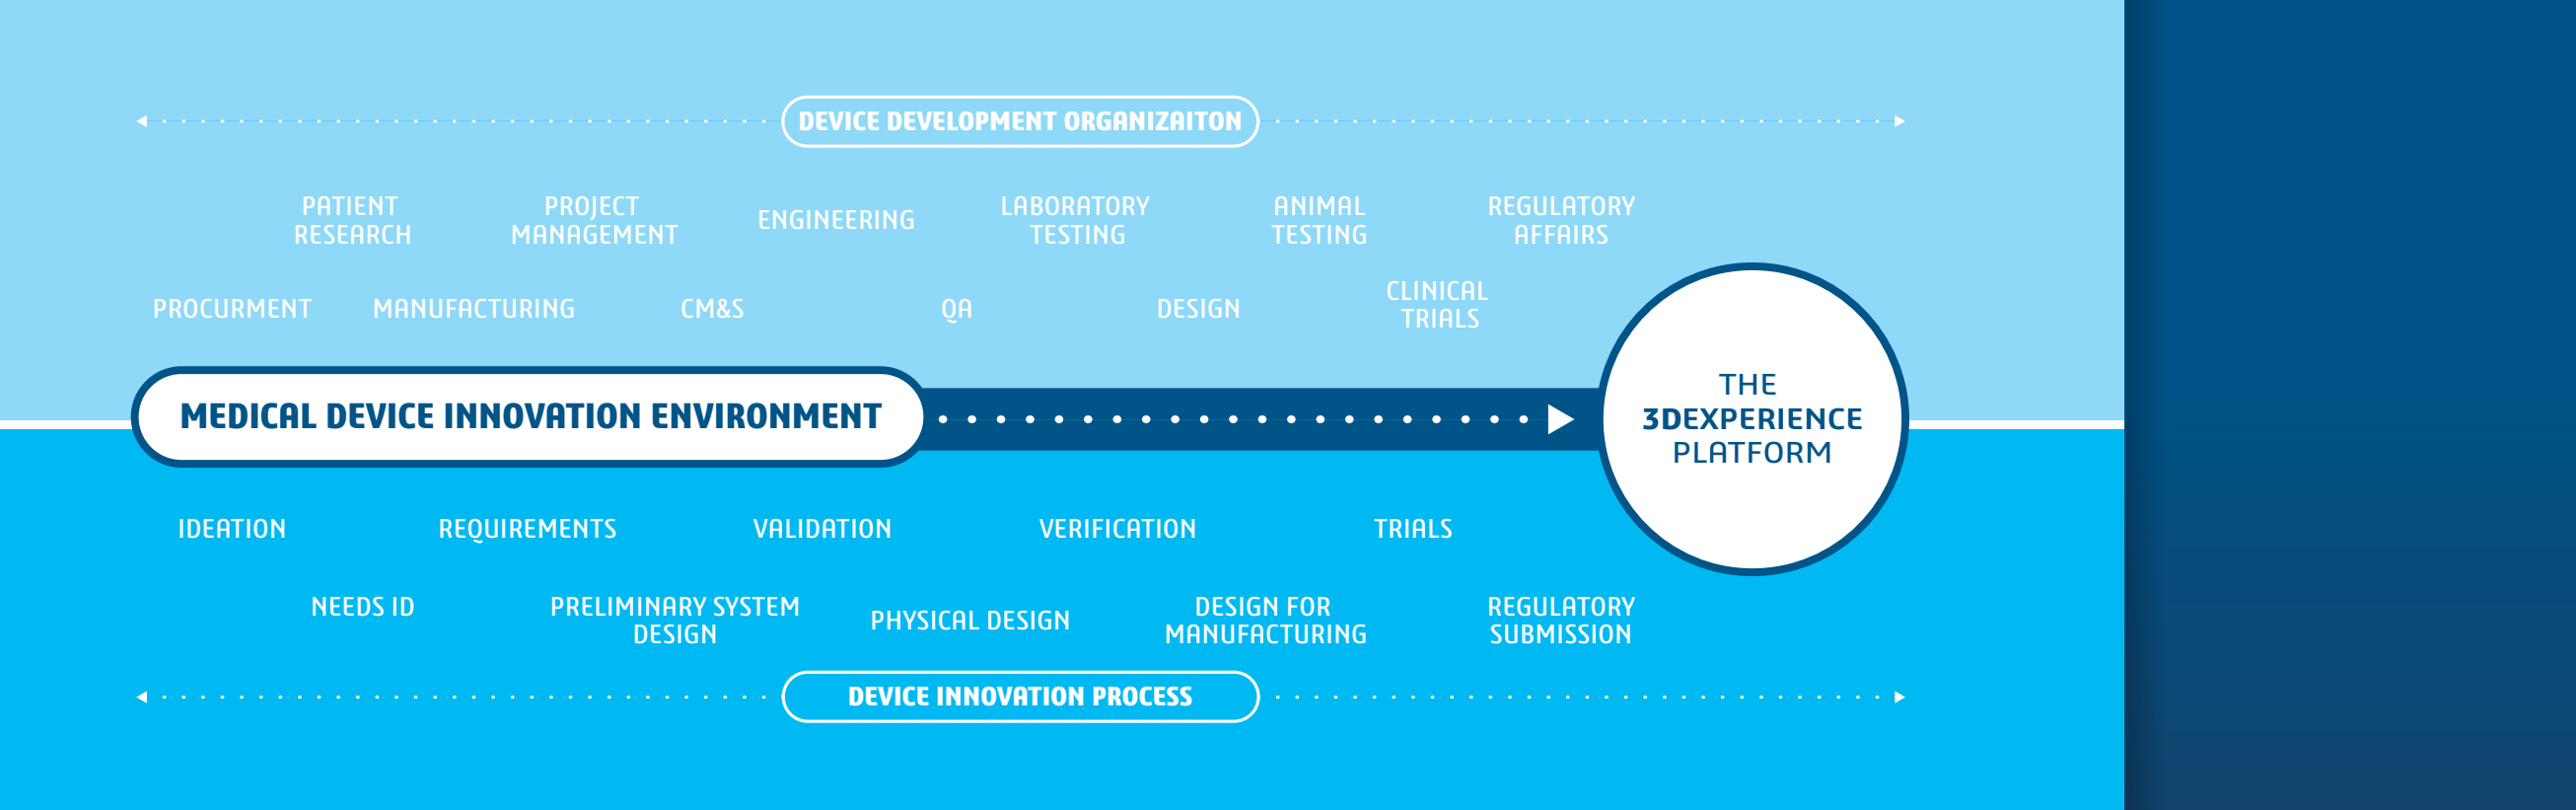 DEVICE DEVELOPMENT ORGANIZAITON
PATIENT
RESEARCH
PROJECT
MANAGEMENT
ENGINEERING
LABORATORY
TESTING
ANIMAL
TESTING
REGULATORY
AFFAIRS
PROCURMENT
MANUFACTURING
CM&S
QA
DESIGN
CLINICAL
TRIALS
MEDICAL DEVICE INNOVATION ENVIRONMENT
THE
3DEXPERIENCE
PLATFORM
IDEATION
REQUIREMENTS
VALIDATION
VERIFICATION
TRIALS
NEEDS ID
PRELIMINARY SYSTEM
DESIGN
PHYSICAL DESIGN
DESIGN FOR
MANUFACTURING
REGULATORY
SUBMISSION
DEVICE INNOVATION PROCESS